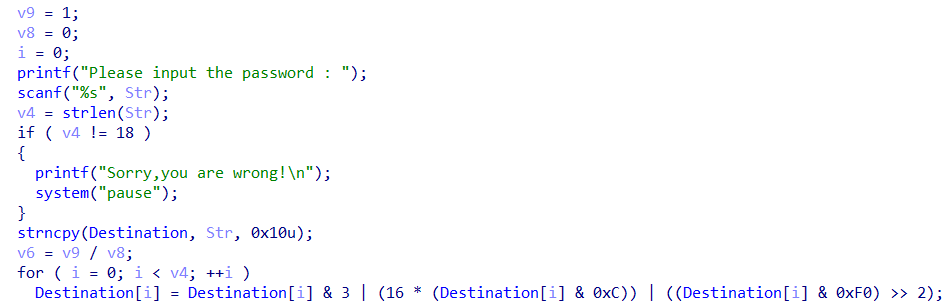 v9 = 1;
v8 = 0;
i = 0;
printf("Please input the password : ");
scanf("%s", Str);
v4 = strlen(Str);
if ( v4 != 18 )
{
  printf("Sorry,you are wrong!\n");
  system("pause");
}
strncpy(Destination, Str, 0x10u);
v6 = v9 / v8;
for ( i = 0; i < v4; ++i )
  Destination[i] = Destination[i] & 3 | (16 * (Destination[i] & 0xC)) | ((Destination[i] & 0xF0) >> 2);